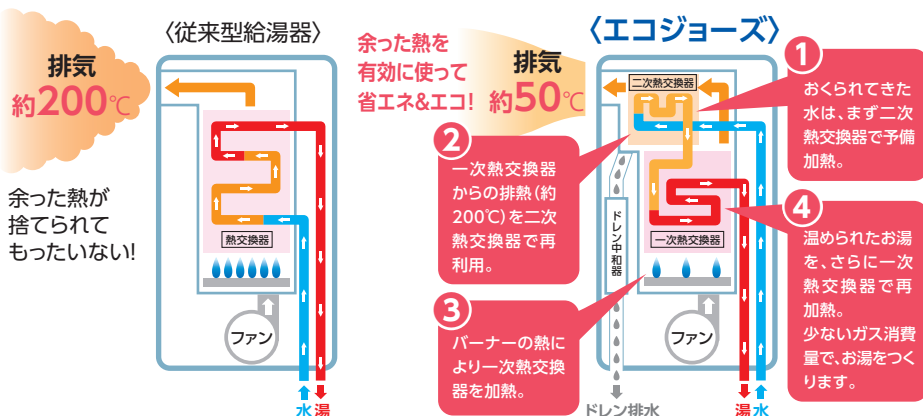 〈従来型給湯器〉
排気
約200℃
余った熱が
捨てられて
もったいない!
熱交換器
ファン
水 湯
余った熱を
有効に使って
省エネ&エコ!
〈エコジョーズ〉
排気
約50℃
二次熱交換器
1
おくられてきた
水は、まず二次
熱交換器で予備
加熱。
2
一次熱交換器
からの排熱(約
200℃)を二次
熱交換器で再
利用。
ドレン中和器
一次熱交換器
3
バーナーの熱に
より一次熱交換
器を加熱。
4
温められたお湯
を、さらに一次
熱交換器で再
加熱。
少ないガス消費
量で、お湯をつく
ります。
ファン
ドレン排水
湯 水